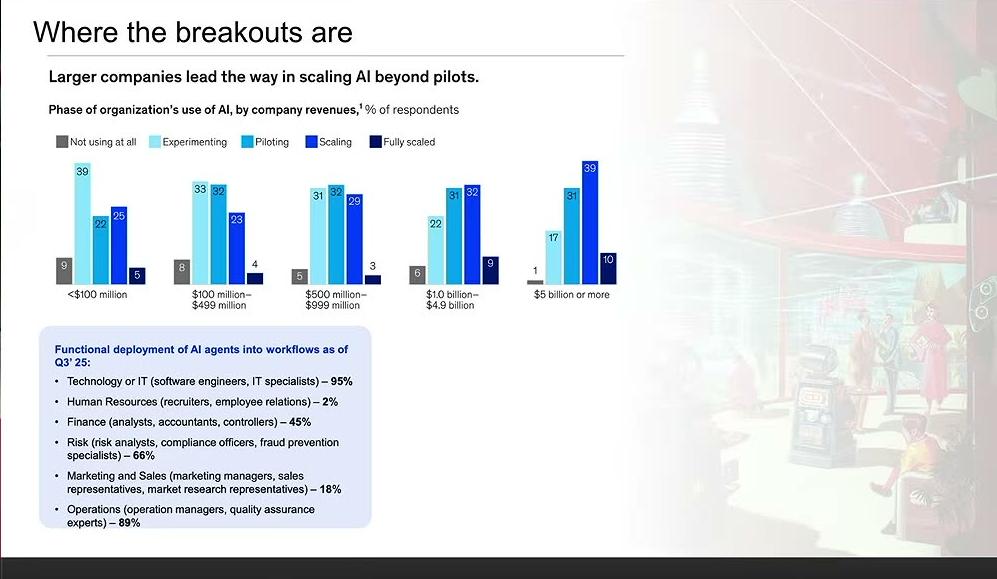 Where the breakouts are
Larger companies lead the way in scaling AI beyond pilots.
Phase of organization's use of AI, by company revenues,¹ % of respondents
Not using at all Experimenting Piloting Scaling Fully scaled
9 39 22 25 5
8 33 32 23 4
5 31 32 29 3
6 22 31 32 9
1 17 31 39 10
<$100 million
$100 million–
$499 million
$500 million–
$999 million
$1.0 billion–
$4.9 billion
$5 billion or more
Functional deployment of AI agents into workflows as of
Q3' 25:
• Technology or IT (software engineers, IT specialists) – 95%
• Human Resources (recruiters, employee relations) – 2%
• Finance (analysts, accountants, controllers) – 45%
• Risk (risk analysts, compliance officers, fraud prevention
specialists) – 66%
• Marketing and Sales (marketing managers, sales
representatives, market research representatives) – 18%
• Operations (operation managers, quality assurance
experts) – 89%